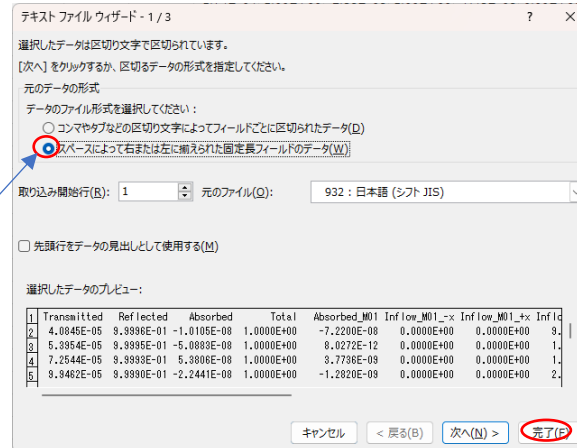 テキスト ファイル ウィザード - 1 / 3 ? ×
選択したデータは区切り文字で区切られています。
[次へ] をクリックするか、区切るデータの形式を指定してください。
元のデータの形式
データのファイル形式を選択してください：
コンマやタブなどの区切り文字によってフィールドごとに区切られたデータ(D)
スペースによって右または左に揃えられた固定長フィールドのデータ(W)
取り込み開始行(R): 1 元のファイル(O): 932 : 日本語 (シフト JIS)
先頭行をデータの見出しとして使用する(M)
選択したデータのプレビュー:
1 Transmitted Reflected Absorbed Total Absorbed_M01 Inflow_M01_-x Inflow_M01_+x Inflo
2 4.0845E-05 9.9996E-01 -1.0105E-08 1.0000E+00 -7.2200E-08 0.0000E+00 0.0000E+00 9.
3 5.3954E-05 9.9995E-01 -5.0883E-08 1.0000E+00 8.0272E-12 0.0000E+00 0.0000E+00 1.
4 7.2544E-05 9.9993E-01 5.3806E-08 1.0000E+00 3.7736E-09 0.0000E+00 0.0000E+00 1.
5 9.9462E-05 9.9990E-01 -2.2441E-08 1.0000E+00 -1.2820E-09 0.0000E+00 0.0000E+00 2.
キャンセル < 戻る(B) 次へ(N) > 完了(F)